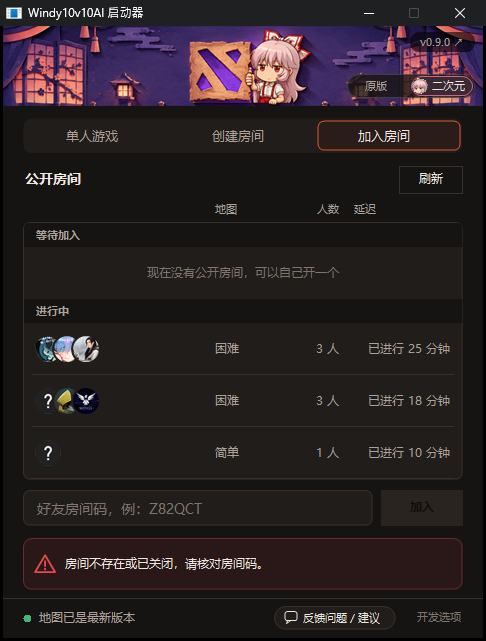 Windy10v10AI 启动器
v0.9.0 ↗
原版 二次元
单人游戏 创建房间 加入房间
公开房间 刷新
地图 人数 延迟
等待加入
现在没有公开房间，可以自己开一个
进行中
困难 3 人 已进行 25 分钟
? 困难 3 人 已进行 18 分钟
? 简单 1 人 已进行 10 分钟
好友房间码，例：Z82QCT 加入
房间不存在或已关闭，请核对房间码。
地图已是最新版本 反馈问题 / 建议 开发选项